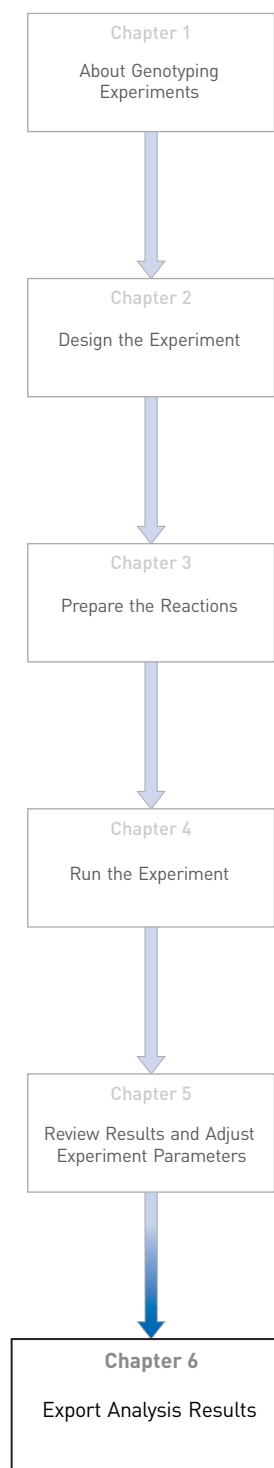 Chapter 1
About Genotyping
Experiments
Chapter 2
Design the Experiment
Chapter 3
Prepare the Reactions
Chapter 4
Run the Experiment
Chapter 5
Review Results and Adjust
Experiment Parameters
Chapter 6
Export Analysis Results